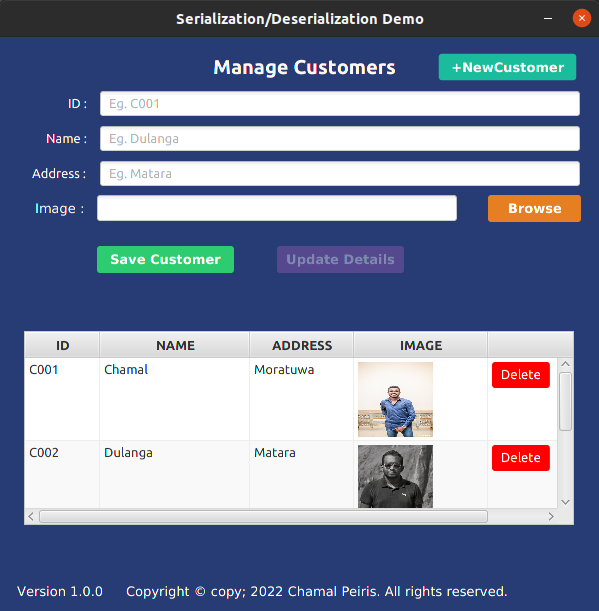 Serialization/Deserialization Demo
Manage Customers
+NewCustomer
ID :
Eg. C001
Name :
Eg. Dulanga
Address :
Eg. Matara
Image :
Browse
Save Customer
Update Details
ID NAME ADDRESS IMAGE
C001 Chamal Moratuwa Delete
C002 Dulanga Matara Delete
Version 1.0.0 Copyright © copy; 2022 Chamal Peiris. All rights reserved.